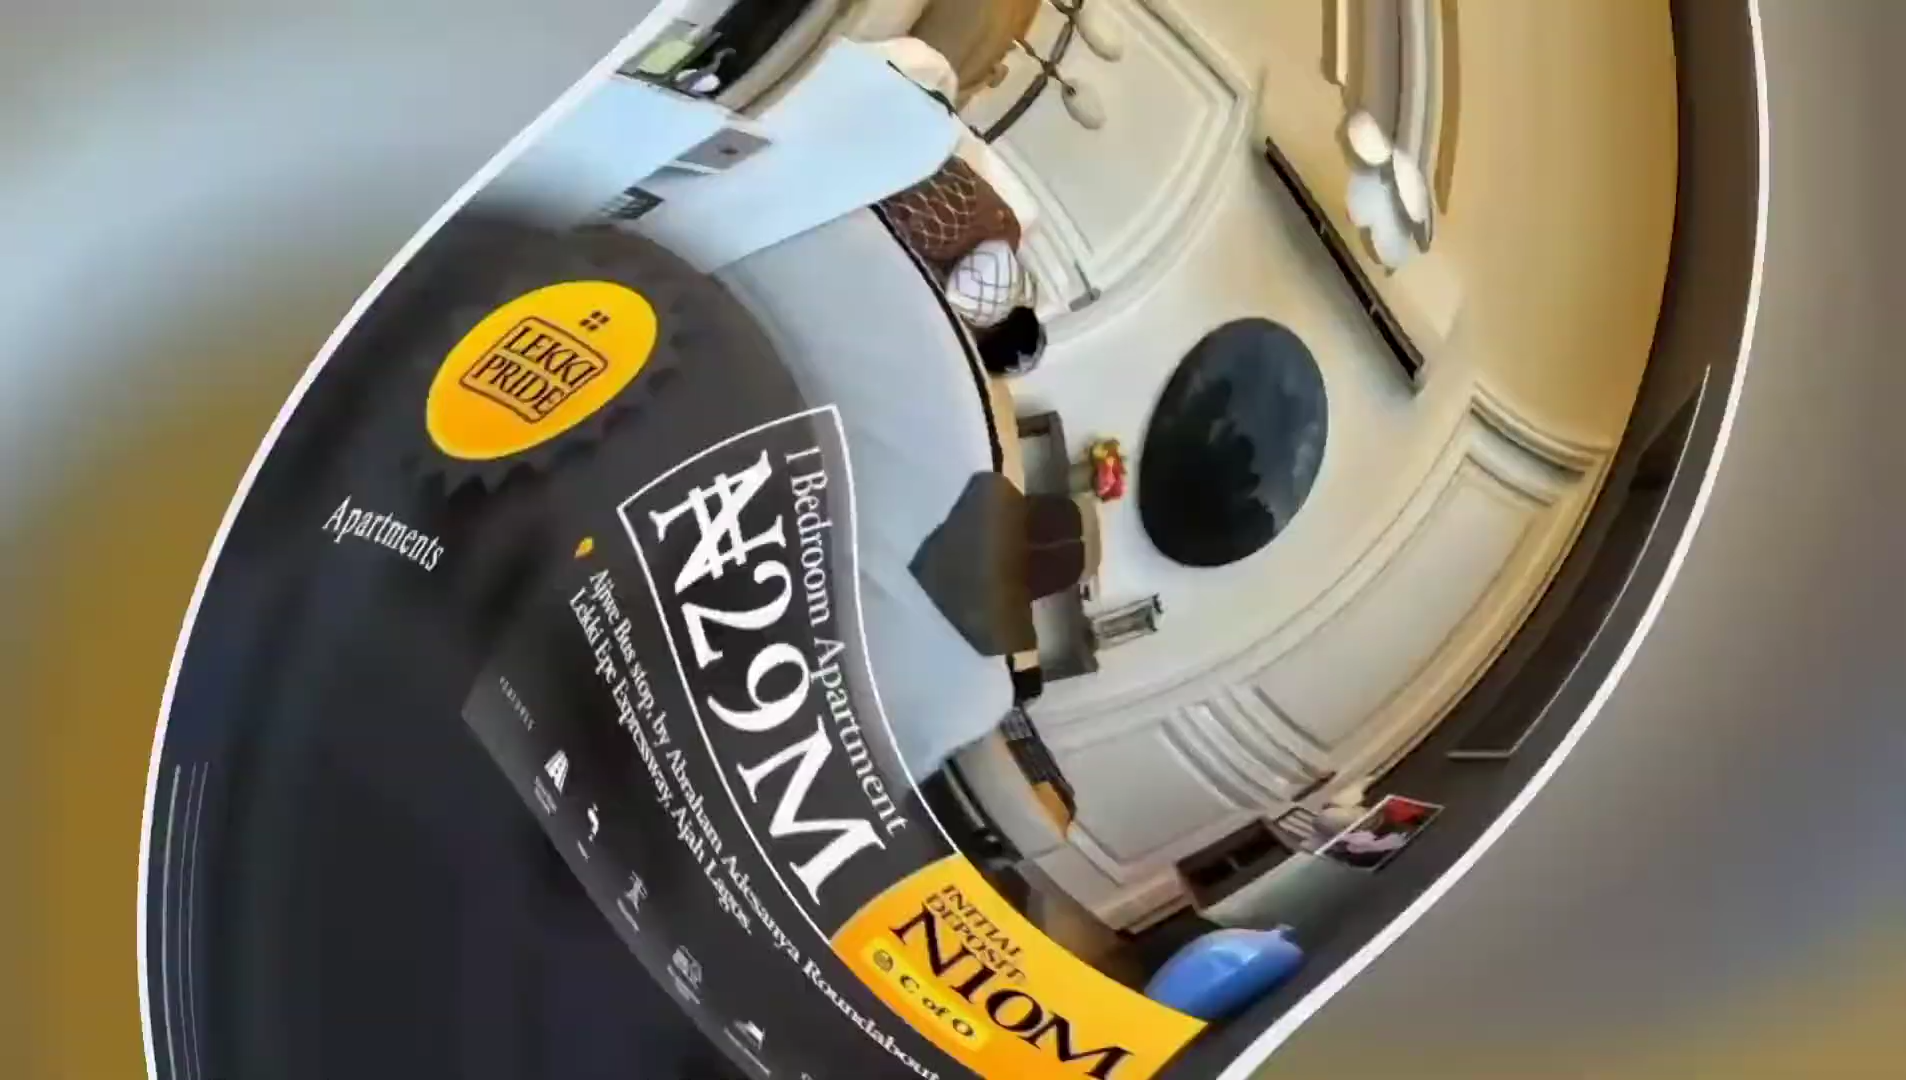 LEKKI
PRIDE
Apartments
1 Bedroom Apartment
₦29M
Ajiwe Bus stop, by Abraham Adesanya Roundabout
Lekki Epe Expressway, Ajah Lagos.
FEATURES
INITIAL
DEPOSIT:
N10M
C of O